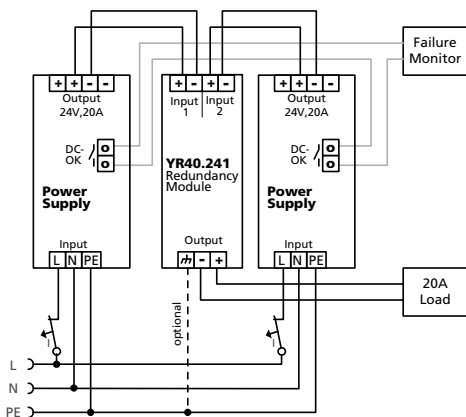 Failure
Monitor
+ + - -
Output
24V,20A
DC-
OK
Power
Supply
Input
L N PE
+ - + -
Input
1
Input
2
YR40.241
Redundancy
Module
Output
- +
+ + - -
Output
24V,20A
DC-
OK
Power
Supply
Input
L N PE
20A
Load
optional
I
I
L
N
PE